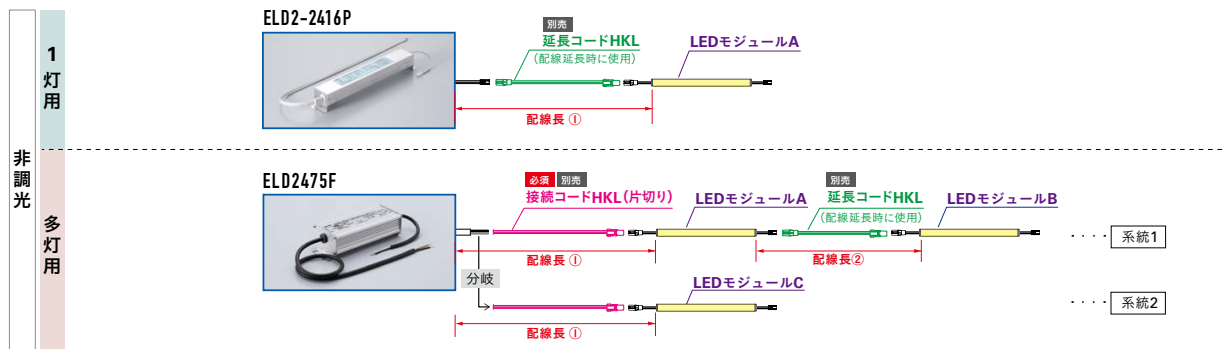 非調光
1灯用
ELD2-2416P
別売
延長コードHKL
(配線延長時に使用)
LEDモジュールA
配線長①
多灯用
ELD2475F
必須 別売
接続コードHKL(片切り)
LEDモジュールA
別売
延長コードHKL
(配線延長時に使用)
LEDモジュールB
配線長①
配線長②
・・・・ 系統1
分岐
LEDモジュールC
配線長①
・・・・ 系統2